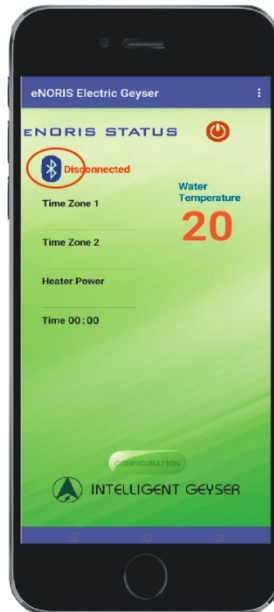 eNORIS Electric Geyser
eNORIS STATUS
Disconnected
Water
Temperature
20
Time Zone 1
Time Zone 2
Heater Power
Time 00:00
CONFIGURATION
INTELLIGENT GEYSER